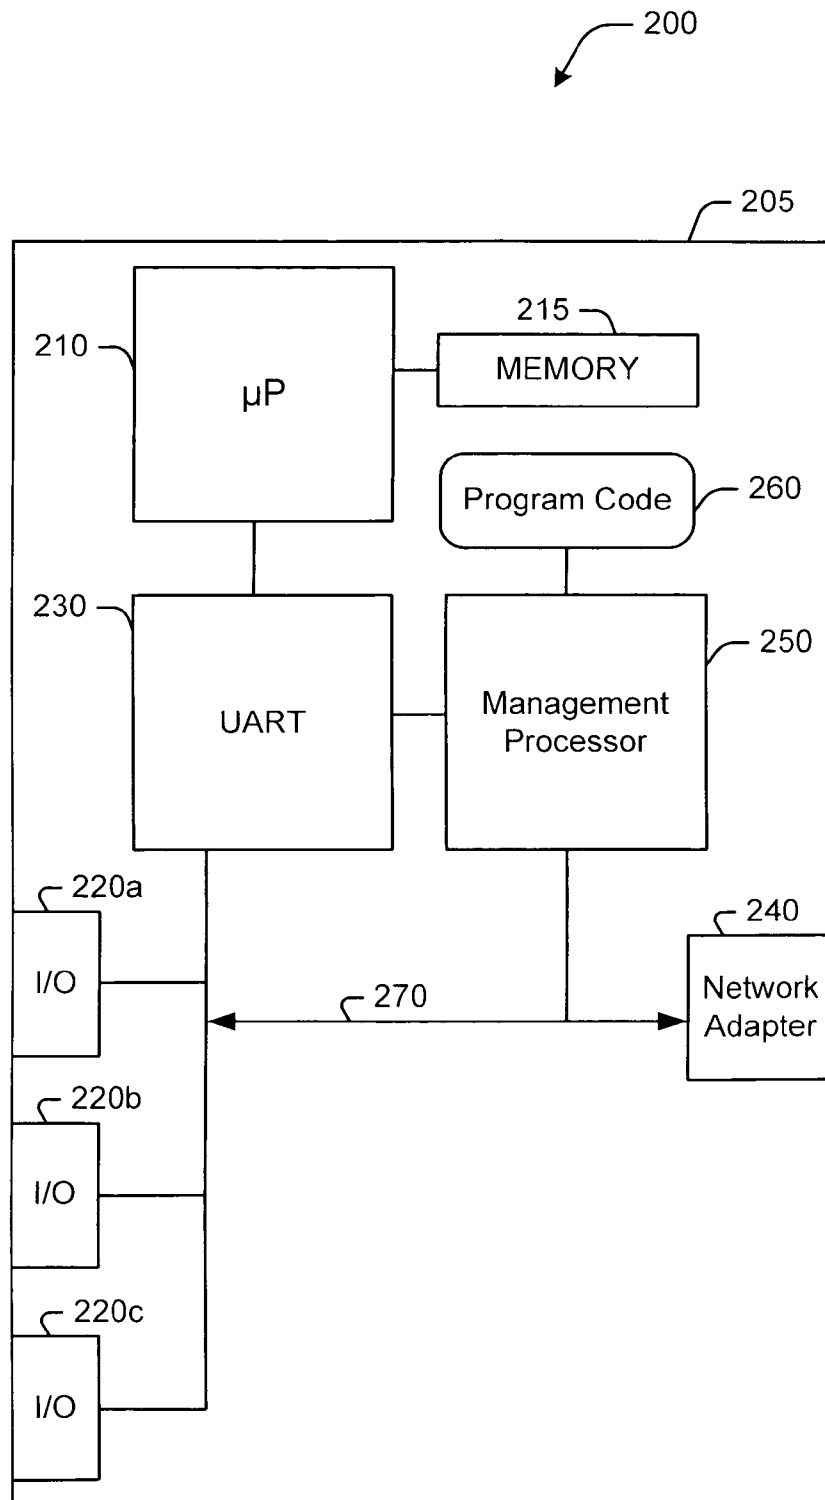 200
205
210
µP
215
MEMORY
Program Code
260
230
UART
Management
Processor
250
220a
I/O
270
240
Network
Adapter
220b
I/O
220c
I/O